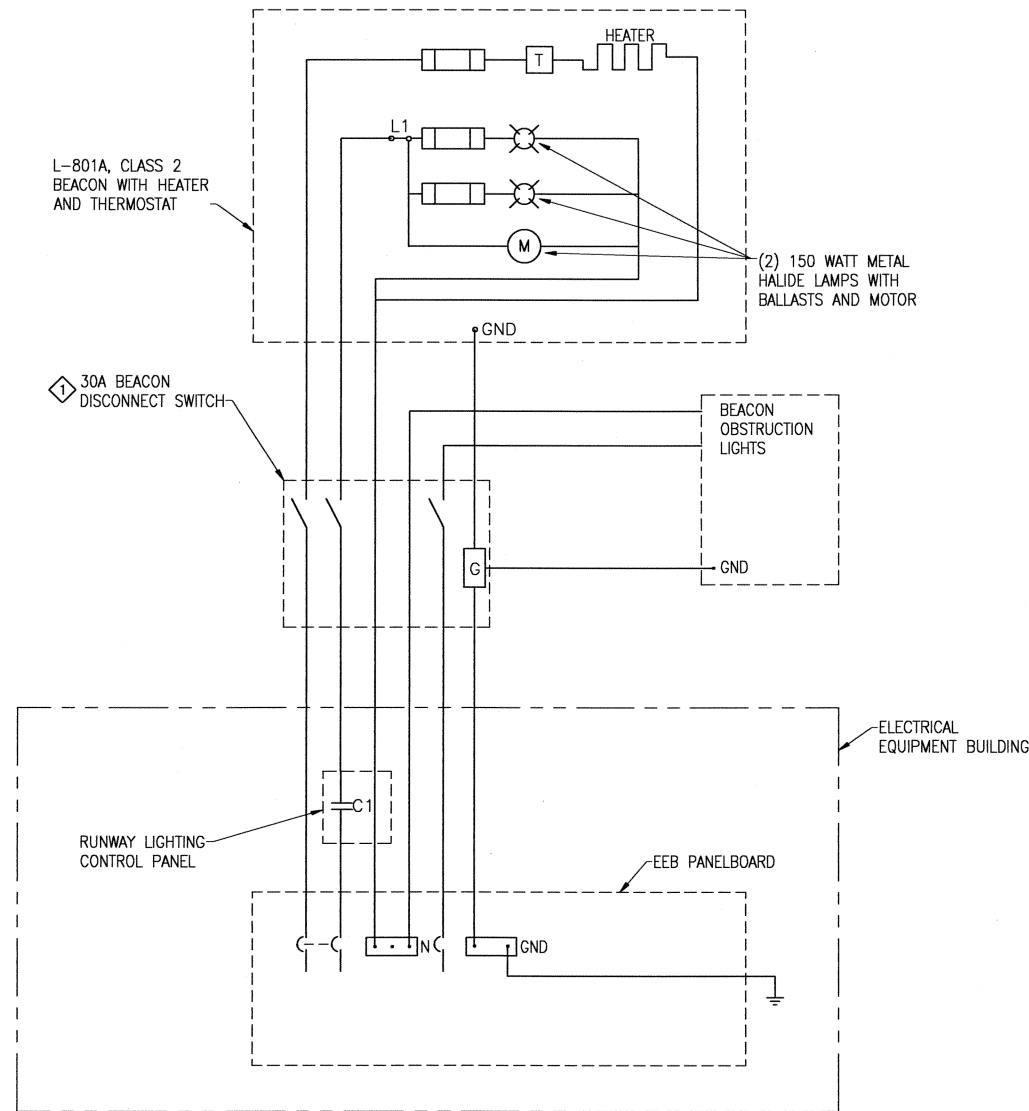 HEATER
T
L1
L-801A, CLASS 2
BEACON WITH HEATER
AND THERMOSTAT
M
(2) 150 WATT METAL
HALIDE LAMPS WITH
BALLASTS AND MOTOR
GND
1
30A BEACON
DISCONNECT SWITCH
BEACON
OBSTRUCTION
LIGHTS
G
GND
ELECTRICAL
EQUIPMENT BUILDING
C1
RUNWAY LIGHTING
CONTROL PANEL
EEB PANELBOARD
N
GND